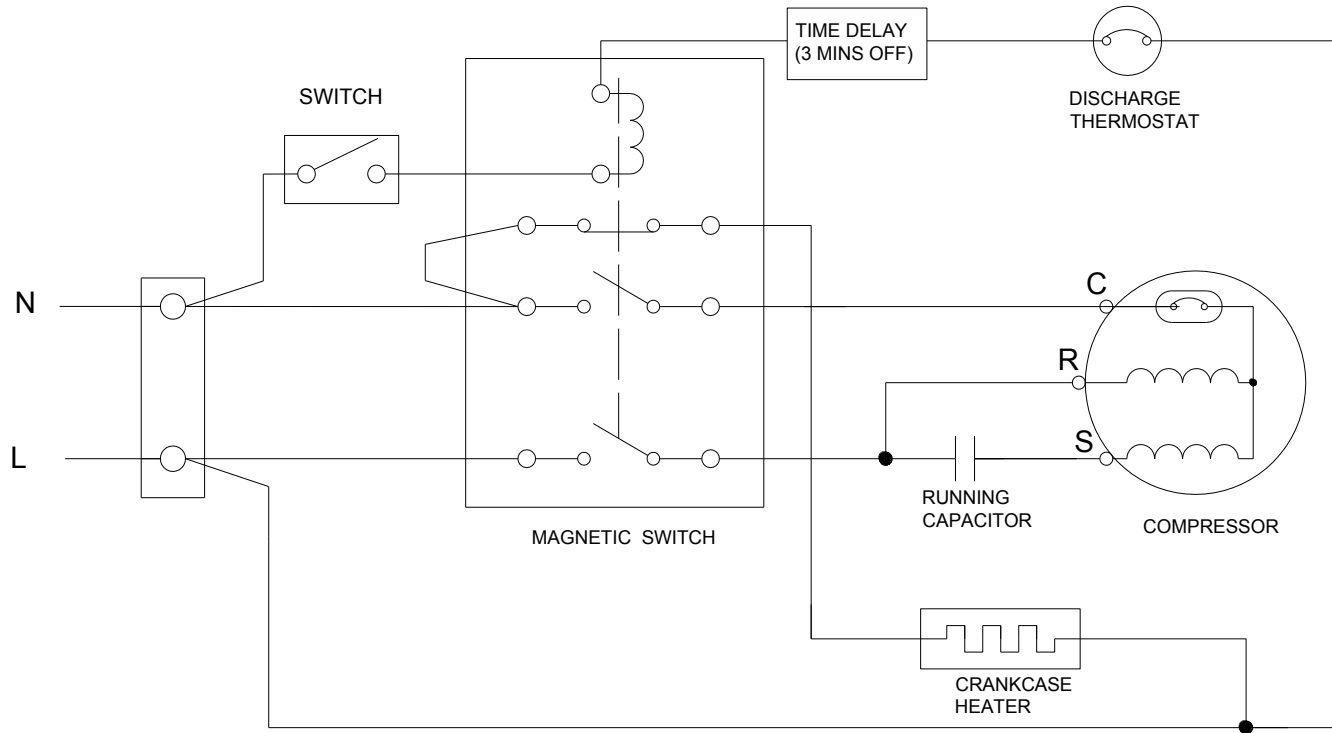 TIME DELAY
(3 MINS OFF)
DISCHARGE
THERMOSTAT
SWITCH
N
C
R
L
S
RUNNING
CAPACITOR
COMPRESSOR
MAGNETIC SWITCH
CRANKCASE
HEATER